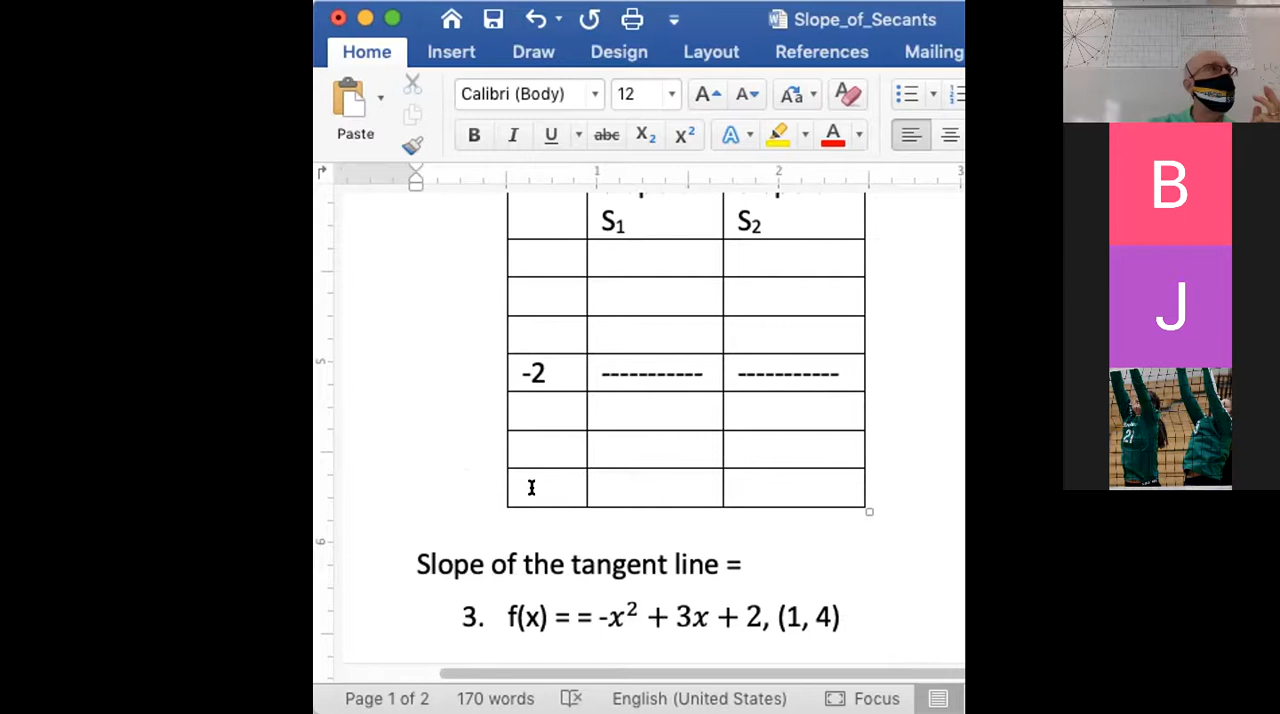 Slope_of_Secants
Home Insert Draw Design Layout References Mailing
Paste
Calibri (Body) 12
S1 S2
-2 ----------- -----------
Slope of the tangent line =
3. f(x) = = -x² + 3x + 2, (1, 4)
Page 1 of 2 170 words English (United States) Focus
B
J
21